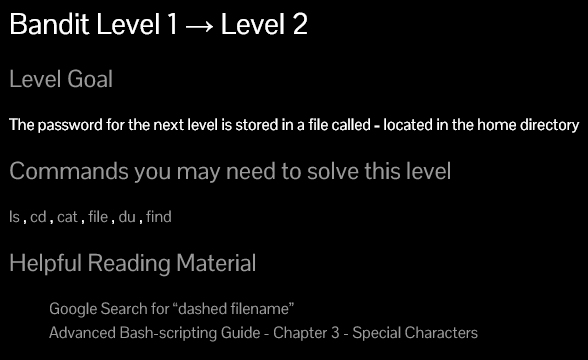 Bandit Level 1 → Level 2
Level Goal
The password for the next level is stored in a file called - located in the home directory
Commands you may need to solve this level
ls , cd , cat , file , du , find
Helpful Reading Material
Google Search for “dashed filename”
Advanced Bash-scripting Guide - Chapter 3 - Special Characters